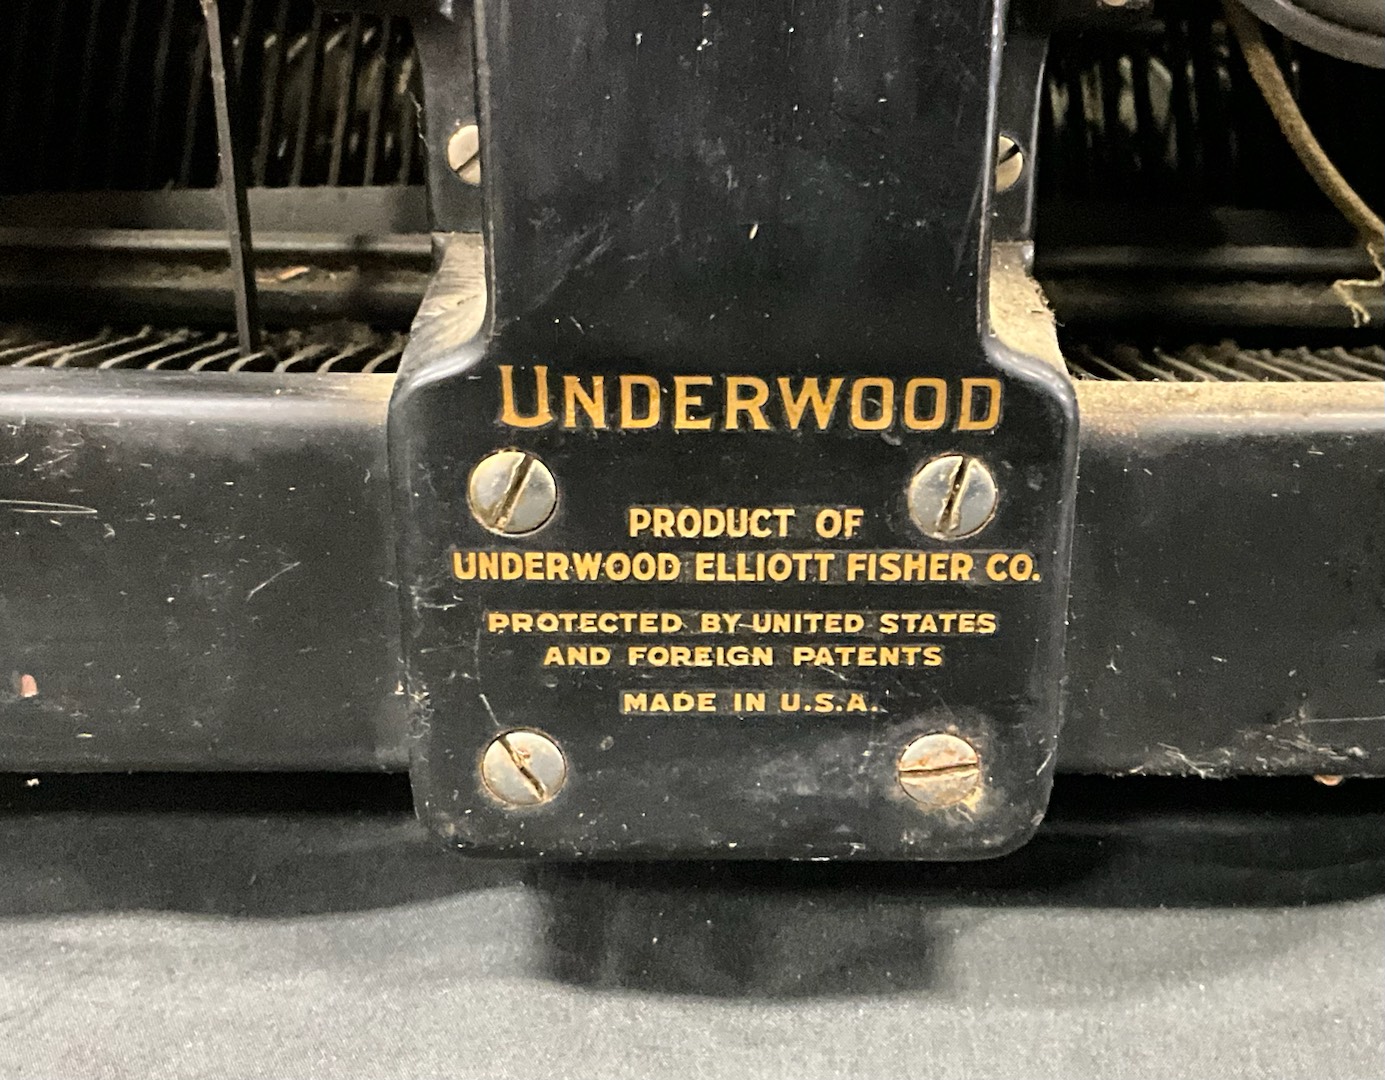 UNDERWOOD
PRODUCT OF
UNDERWOOD ELLIOTT FISHER CO.
PROTECTED BY UNITED STATES
AND FOREIGN PATENTS
MADE IN U.S.A.